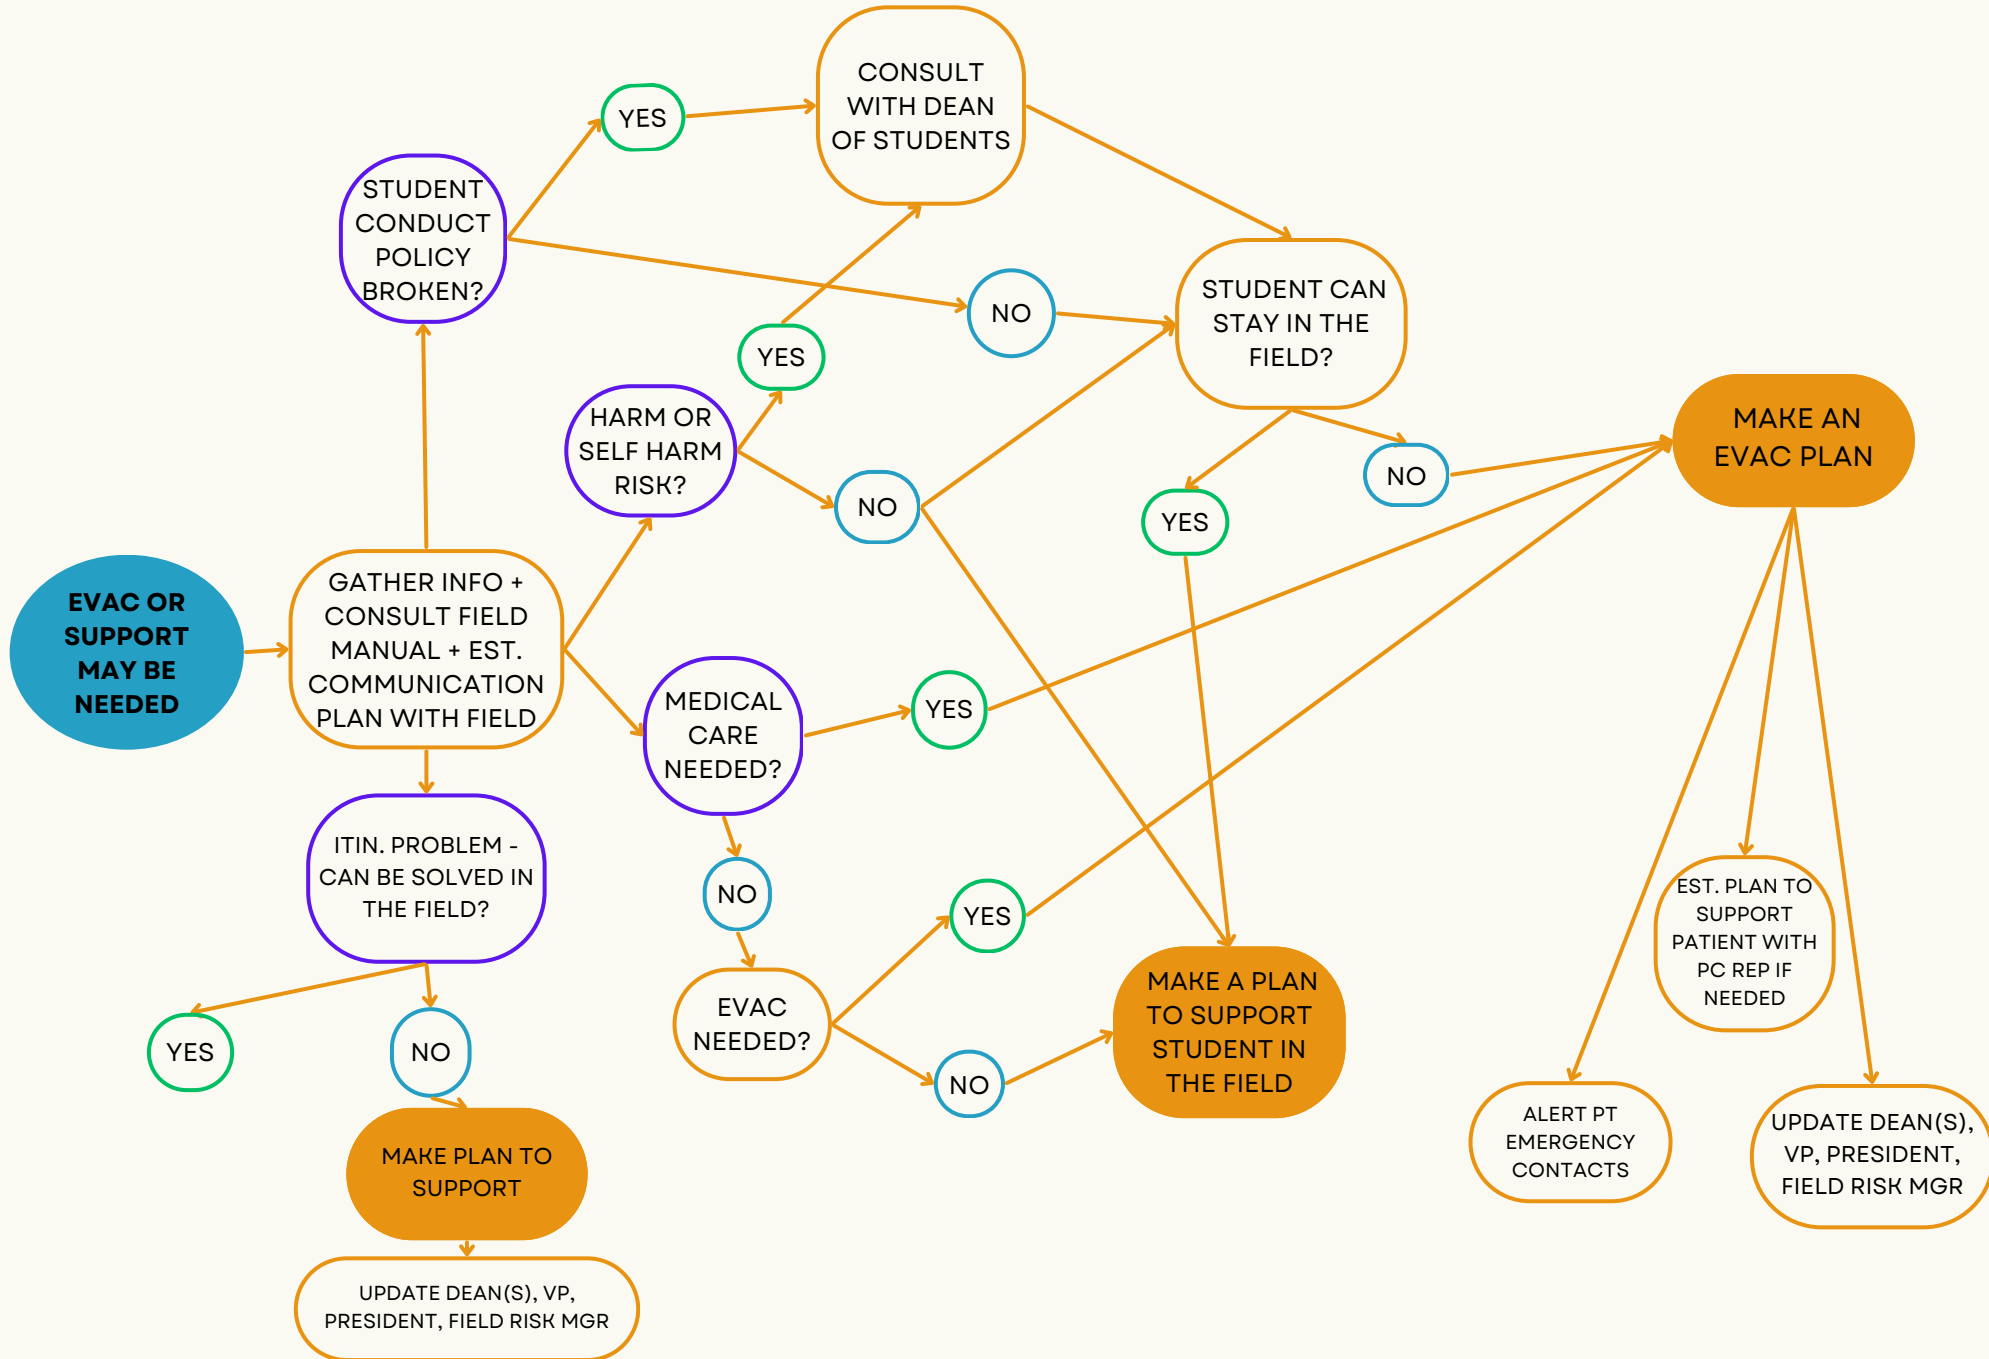 CONSULT
WITH DEAN
OF STUDENTS
YES
STUDENT
CONDUCT
POLICY
BROKEN?
NO
STUDENT CAN
STAY IN THE
FIELD?
YES
HARM OR
SELF HARM
RISK?
NO
YES
NO
MAKE AN
EVAC PLAN
EVAC OR
SUPPORT
MAY BE
NEEDED
GATHER INFO +
CONSULT FIELD
MANUAL + EST.
COMMUNICATION
PLAN WITH FIELD
MEDICAL
CARE
NEEDED?
YES
NO
ITIN. PROBLEM -
CAN BE SOLVED IN
THE FIELD?
YES
NO
EVAC
NEEDED?
YES
NO
MAKE A PLAN
TO SUPPORT
STUDENT IN
THE FIELD
EST. PLAN TO
SUPPORT
PATIENT WITH
PC REP IF
NEEDED
ALERT PT
EMERGENCY
CONTACTS
UPDATE DEAN(S),
VP, PRESIDENT,
FIELD RISK MGR
MAKE PLAN TO
SUPPORT
UPDATE DEAN(S), VP,
PRESIDENT, FIELD RISK MGR